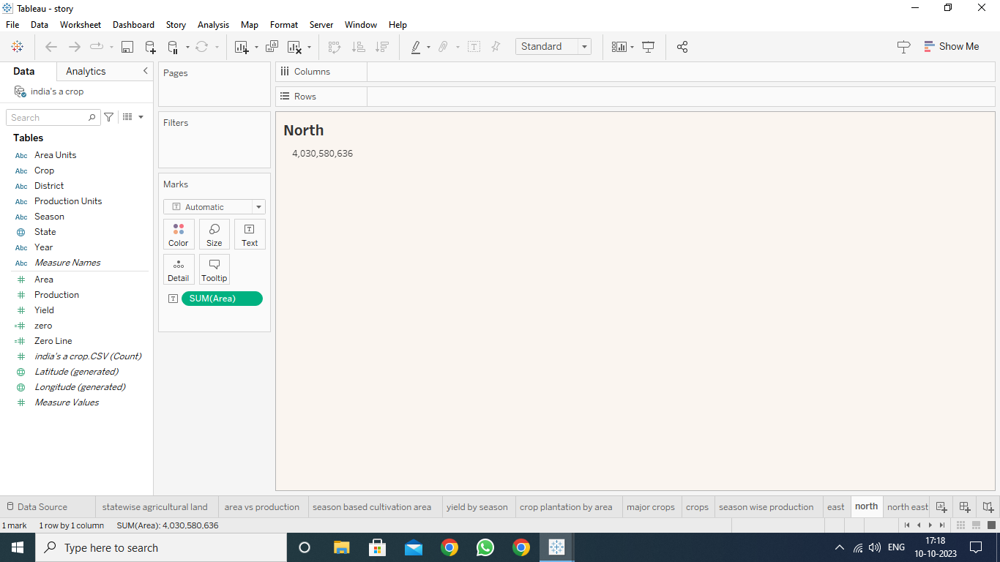 Tableau - story
File Data Worksheet Dashboard Story Analysis Map Format Server Window Help
Standard
Show Me
Data Analytics
india's a crop
Search
Tables
Abc Area Units
Abc Crop
Abc District
Abc Production Units
Abc Season
State
Abc Year
Abc Measure Names
# Area
# Production
# Yield
=# zero
=# Zero Line
# india's a crop.CSV (Count)
Latitude (generated)
Longitude (generated)
# Measure Values
Pages
Filters
Marks
T Automatic
Color Size Text
Detail Tooltip
T SUM(Area)
Columns
Rows
North
4,030,580,636
Data Source statewise agricultural land area vs production season based cultivation area yield by season crop plantation by area major crops crops season wise production east north north east
1 mark 1 row by 1 column SUM(Area): 4,030,580,636
Type here to search
ENG
17:18
10-10-2023